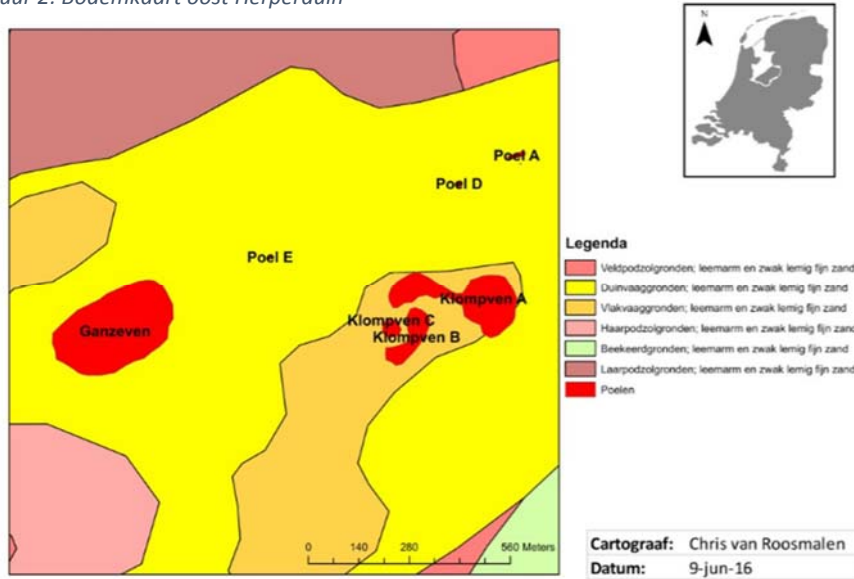 2: Bodemkaart oost Herperduin
N
Poel A
Poel D
Poel E
Klompven A
Klompven C
Klompven B
Ganzeven
0 140 280 560 Meters
Legenda
Veldpodzolgronden; leemarm en zwak lemig fijn zand
Duinvaaggronden; leemarm en zwak lemig fijn zand
Vlakvaaggronden; leemarm en zwak lemig fijn zand
Haarpodzolgronden; leemarm en zwak lemig fijn zand
Beekeerdgronden; leemarm en zwak lemig fijn zand
Laarpodzolgronden; leemarm en zwak lemig fijn zand
Poelen
Cartograaf: Chris van Roosmalen
Datum: 9-jun-16